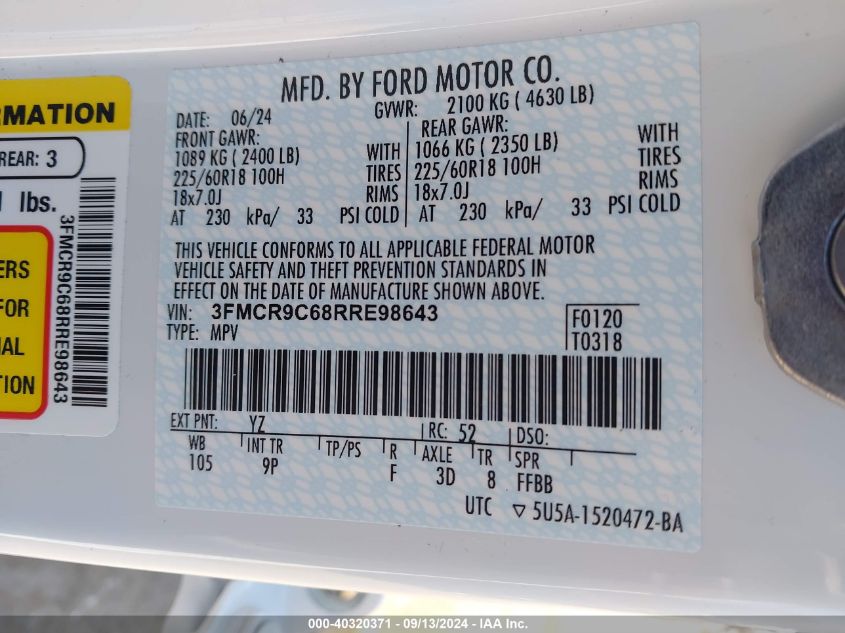 MFD. BY FORD MOTOR CO.
DATE: 06/24
GVWR: 2100 KG ( 4630 LB)
FRONT GAWR:
1089 KG ( 2400 LB) WITH
225/60R18 100H TIRES
18x7.0J RIMS
AT 230 kPa/ 33 PSI COLD
REAR GAWR:
1066 KG ( 2350 LB) WITH
225/60R18 100H TIRES
18x7.0J RIMS
AT 230 kPa/ 33 PSI COLD
THIS VEHICLE CONFORMS TO ALL APPLICABLE FEDERAL MOTOR
VEHICLE SAFETY AND THEFT PREVENTION STANDARDS IN
EFFECT ON THE DATE OF MANUFACTURE SHOWN ABOVE.
VIN: 3FMCR9C68RRE98643
TYPE: MPV
F0120
T0318
EXT PNT: YZ RC: 52 DSO:
WB INT TR TP/PS R AXLE TR SPR
105 9P F 3D 8 FFBB
UTC ▽ 5U5A-1520472-BA
REAR: 3
lbs.
3FMCR9C68RRE98643
FOR
000-40320371 - 09/13/2024 - IAA Inc.